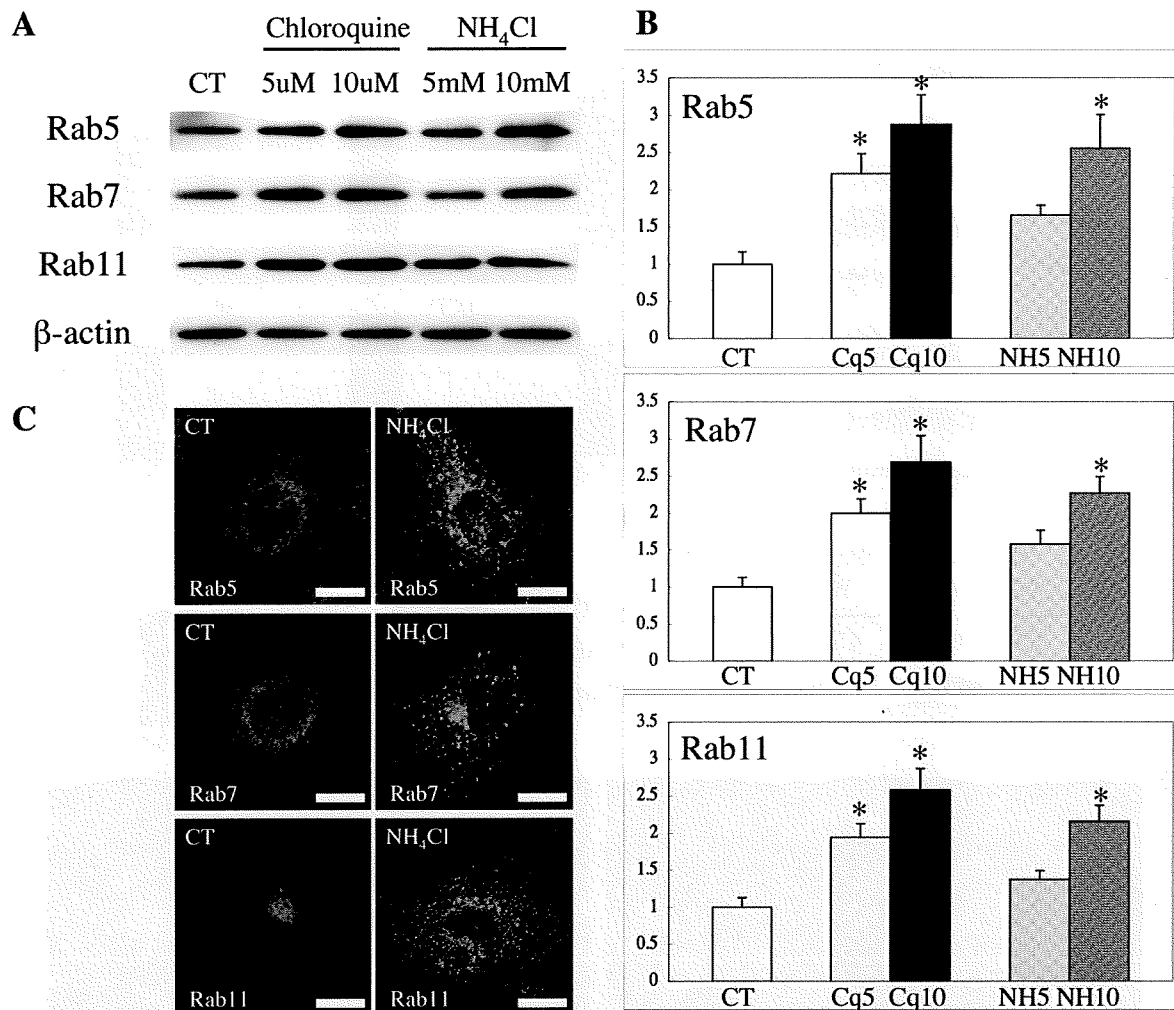 A
Chloroquine NH₄Cl
CT 5uM 10uM 5mM 10mM
Rab5
Rab7
Rab11
β-actin
B
Rab5
3.5
3
2.5
2
1.5
1
0.5
0
* * *
CT Cq5 Cq10 NH5 NH10
Rab7
3.5
3
2.5
2
1.5
1
0.5
0
* * *
CT Cq5 Cq10 NH5 NH10
Rab11
3.5
3
2.5
2
1.5
1
0.5
0
* * *
CT Cq5 Cq10 NH5 NH10
C
CT NH₄Cl
Rab5 Rab5
CT NH₄Cl
Rab7 Rab7
CT NH₄Cl
Rab11 Rab11